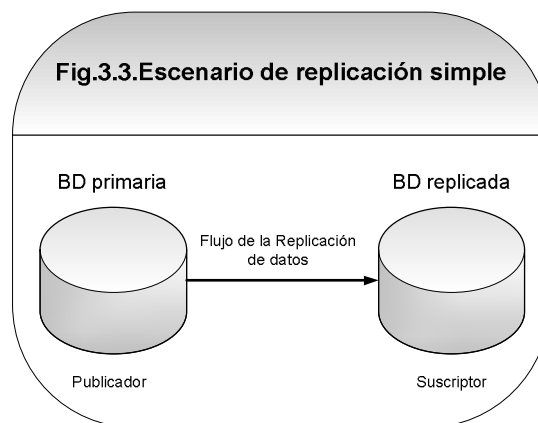 Fig.3.3.Escenario de replicación simple
BD primaria
BD replicada
Flujo de la Replicación
de datos
Publicador
Suscriptor